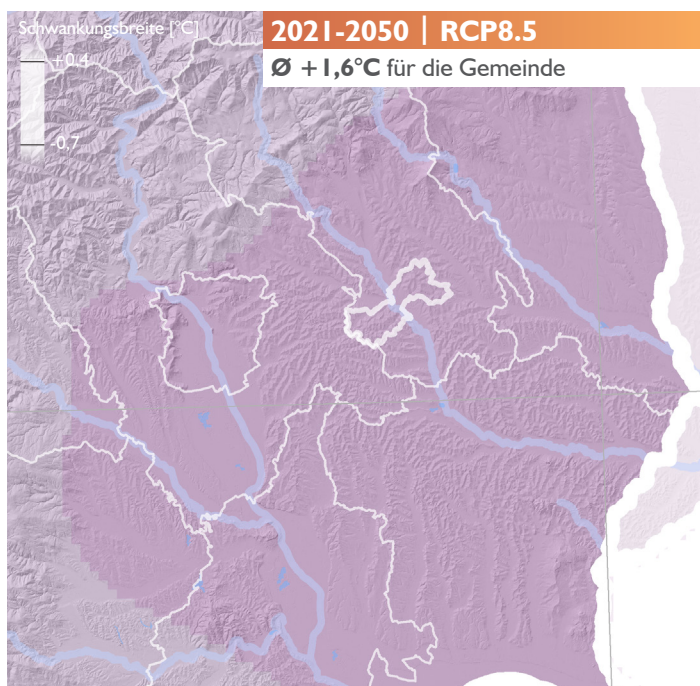 Schwankungsbreite [°C]
+0.4
-0.7
2021-2050 | RCP8.5
Ø +1,6°C für die Gemeinde